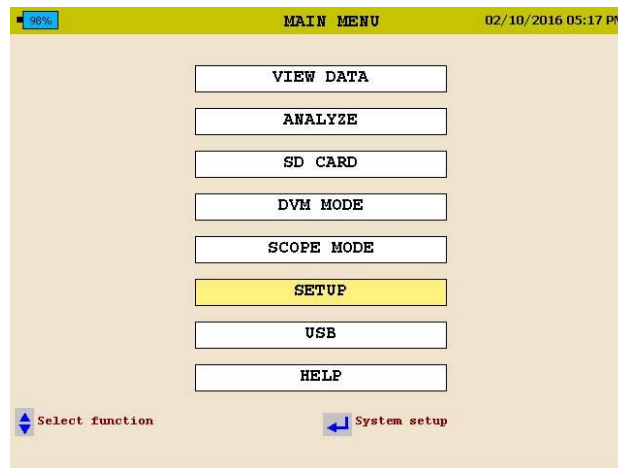 98% MAIN MENU 02/10/2016 05:17 PM
VIEW DATA
ANALYZE
SD CARD
DVM MODE
SCOPE MODE
SETUP
USB
HELP
Select function System setup